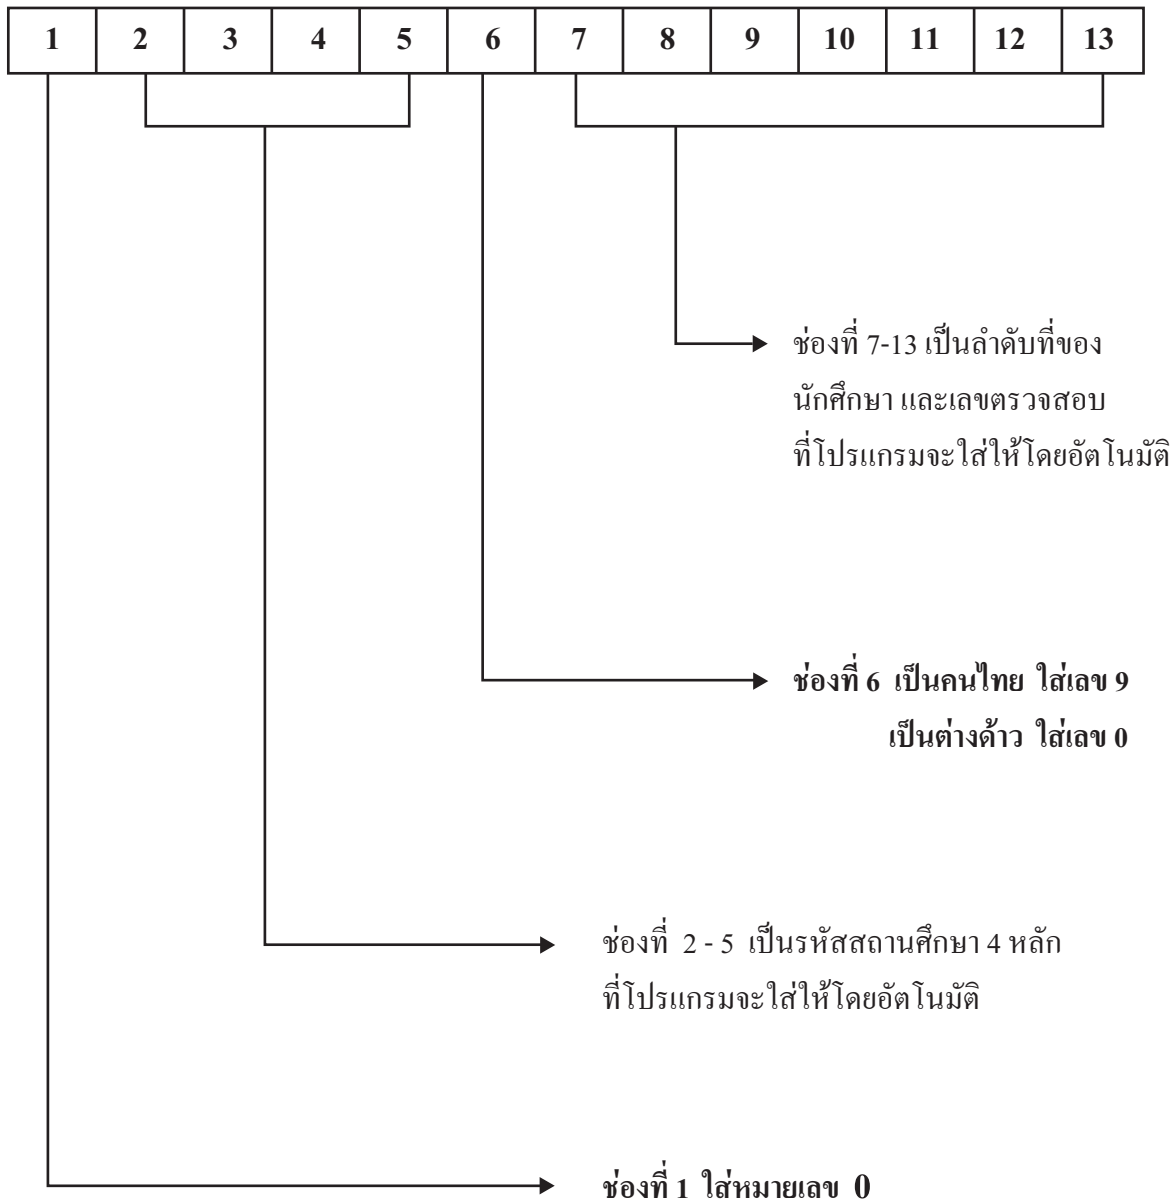 1 2 3 4 5 6 7 8 9 10 11 12 13
ช่องที่ 7-13 เป็นลำดับที่ของ
นักศึกษา และเลขตรวจสอบ
ที่โปรแกรมจะใส่ให้โดยอัตโนมัติ
ช่องที่ 6 เป็นคนไทย ใส่เลข 9
เป็นต่างด้าว ใส่เลข 0
ช่องที่ 2 - 5 เป็นรหัสสถานศึกษา 4 หลัก
ที่โปรแกรมจะใส่ให้โดยอัตโนมัติ
ช่องที่ 1 ใส่หมายเลข 0